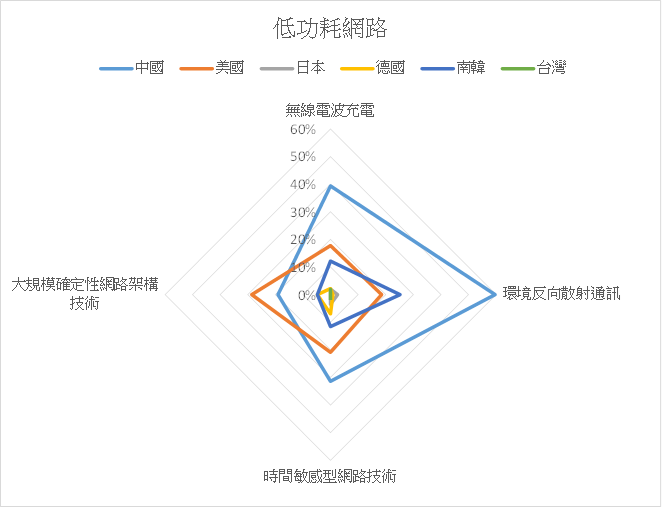 低功耗網路
中國 美國 日本 德國 南韓 台灣
無線電波充電
60%
50%
40%
30%
20%
10%
0%
大規模確定性網路架構
技術
環境反向散射通訊
時間敏感型網路技術